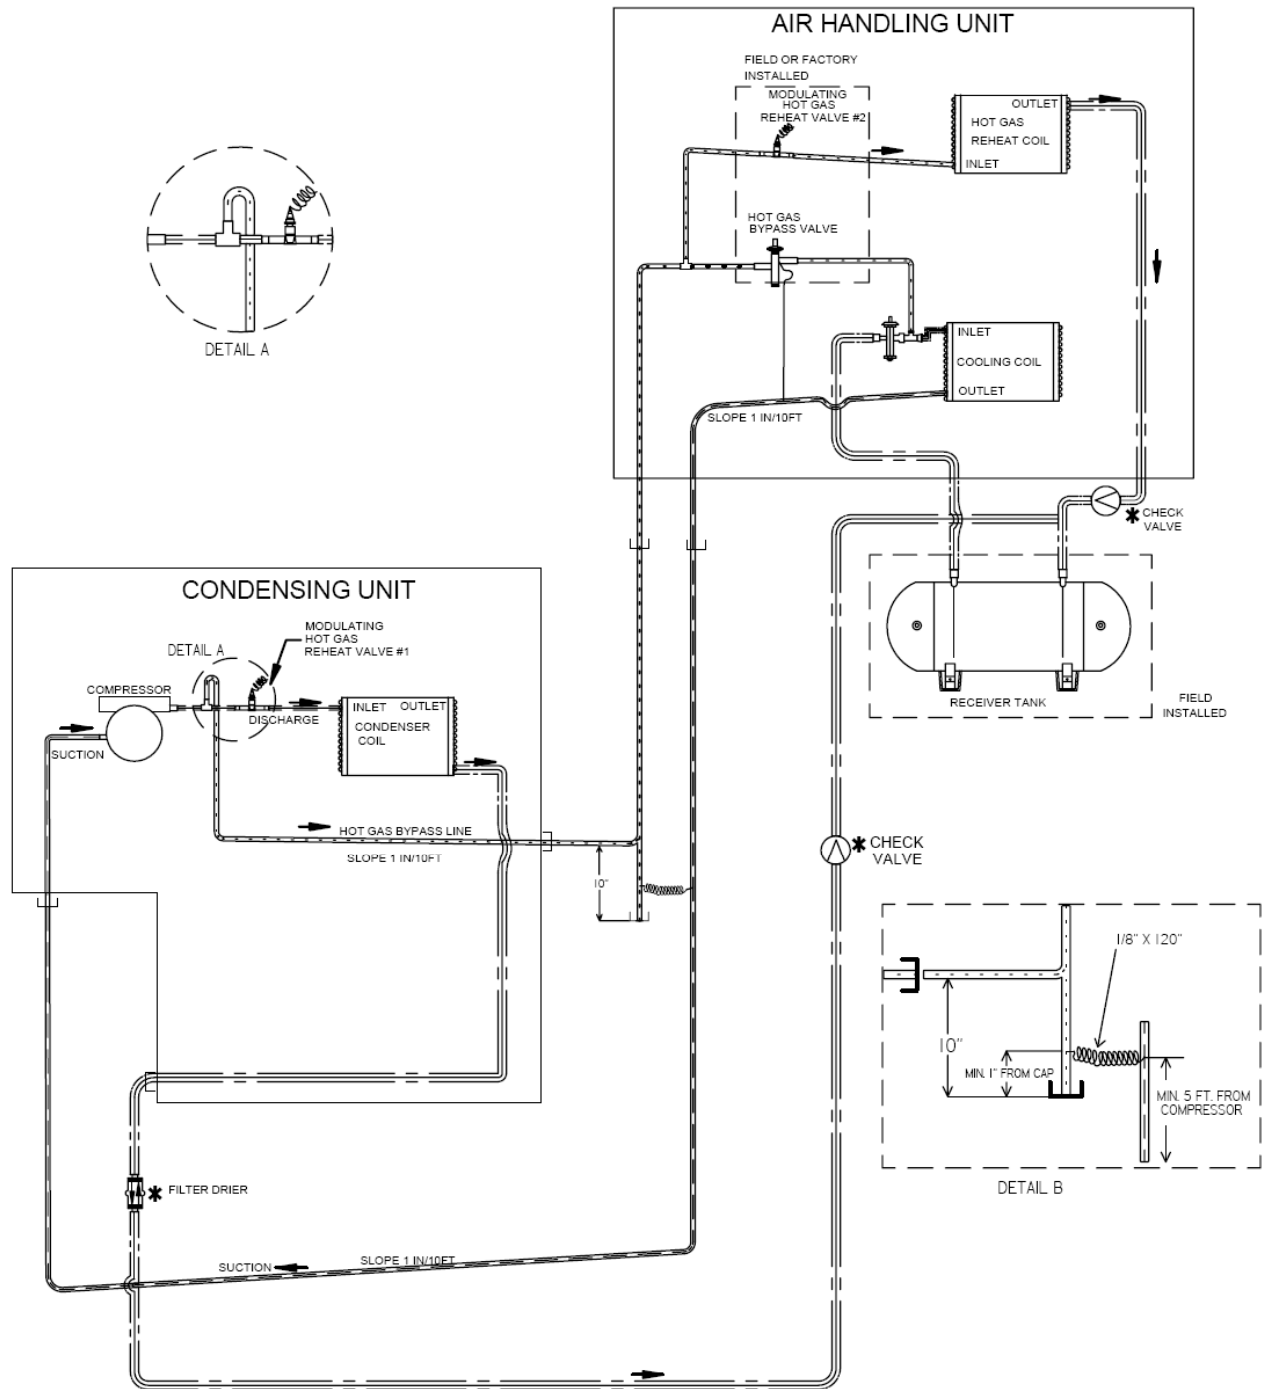 AIR HANDLING UNIT
FIELD OR FACTORY
INSTALLED
MODULATING
HOT GAS
REHEAT VALVE #2
OUTLET
HOT GAS
REHEAT COIL
INLET
HOT GAS
BYPASS VALVE
INLET
COOLING COIL
OUTLET
SLOPE 1 IN/10FT
DETAIL A
* CHECK
VALVE
RECEIVER TANK
FIELD
INSTALLED
CONDENSING UNIT
MODULATING
HOT GAS
REHEAT VALVE #1
DETAIL A
COMPRESSOR
DISCHARGE
INLET OUTLET
CONDENSER
COIL
SUCTION
HOT GAS BYPASS LINE
SLOPE 1 IN/10FT
10"
* CHECK
VALVE
1/8" X 120"
10"
MIN. 1" FROM CAP
MIN. 5 FT. FROM
COMPRESSOR
DETAIL B
* FILTER DRIER
SUCTION
SLOPE 1 IN/10FT